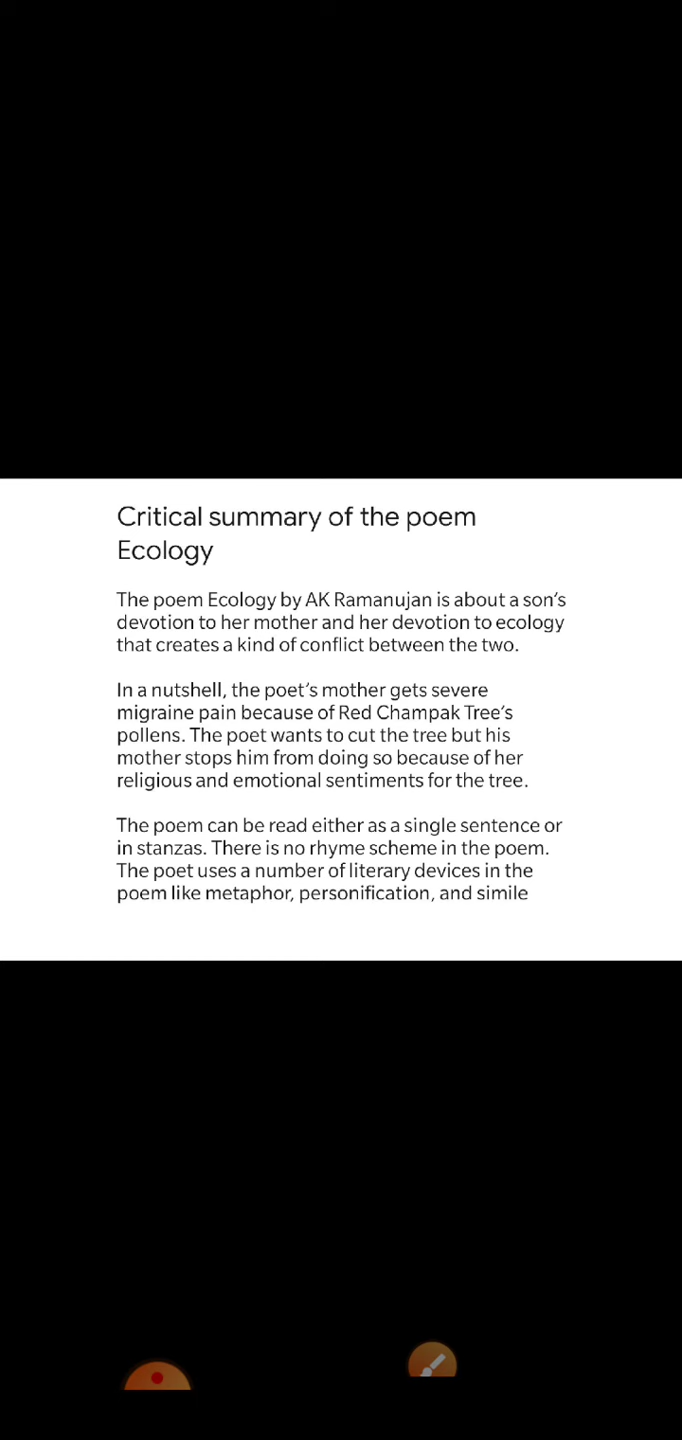 Critical summary of the poem
Ecology
The poem Ecology by AK Ramanujan is about a son's
devotion to her mother and her devotion to ecology
that creates a kind of conflict between the two.
In a nutshell, the poet's mother gets severe
migraine pain because of Red Champak Tree's
pollens. The poet wants to cut the tree but his
mother stops him from doing so because of her
religious and emotional sentiments for the tree.
The poem can be read either as a single sentence or
in stanzas. There is no rhyme scheme in the poem.
The poet uses a number of literary devices in the
poem like metaphor, personification, and simile